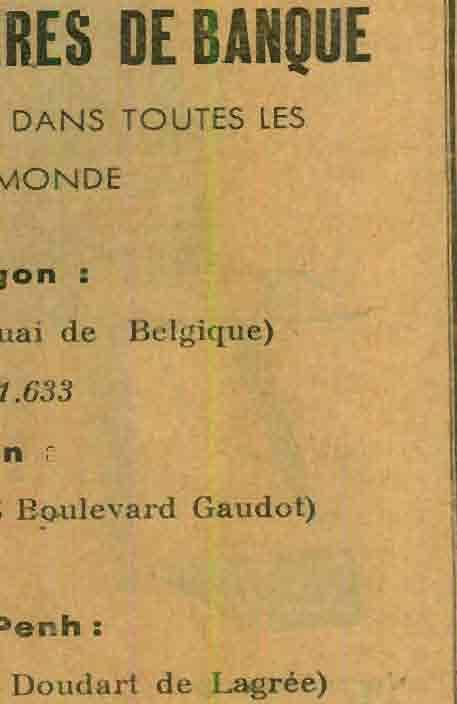 RES DE BANQUE
DANS TOUTES LES
MONDE
gon :
uai de Belgique)
1.633
n :
Boulevard Gaudot)
Penh :
Doudart de Lagrée)